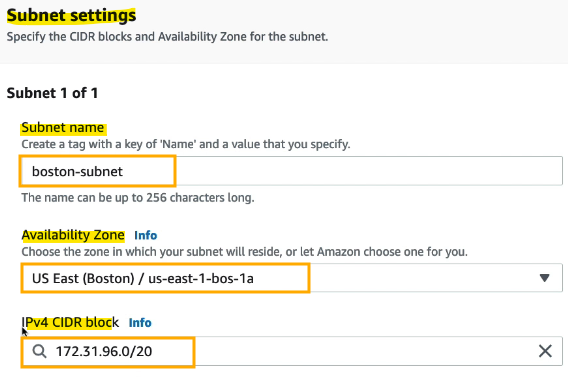 Subnet settings
Specify the CIDR blocks and Availability Zone for the subnet.
Subnet 1 of 1
Subnet name
Create a tag with a key of 'Name' and a value that you specify.
boston-subnet
The name can be up to 256 characters long.
Availability Zone Info
Choose the zone in which your subnet will reside, or let Amazon choose one for you.
US East (Boston) / us-east-1-bos-1a
IPv4 CIDR block Info
172.31.96.0/20